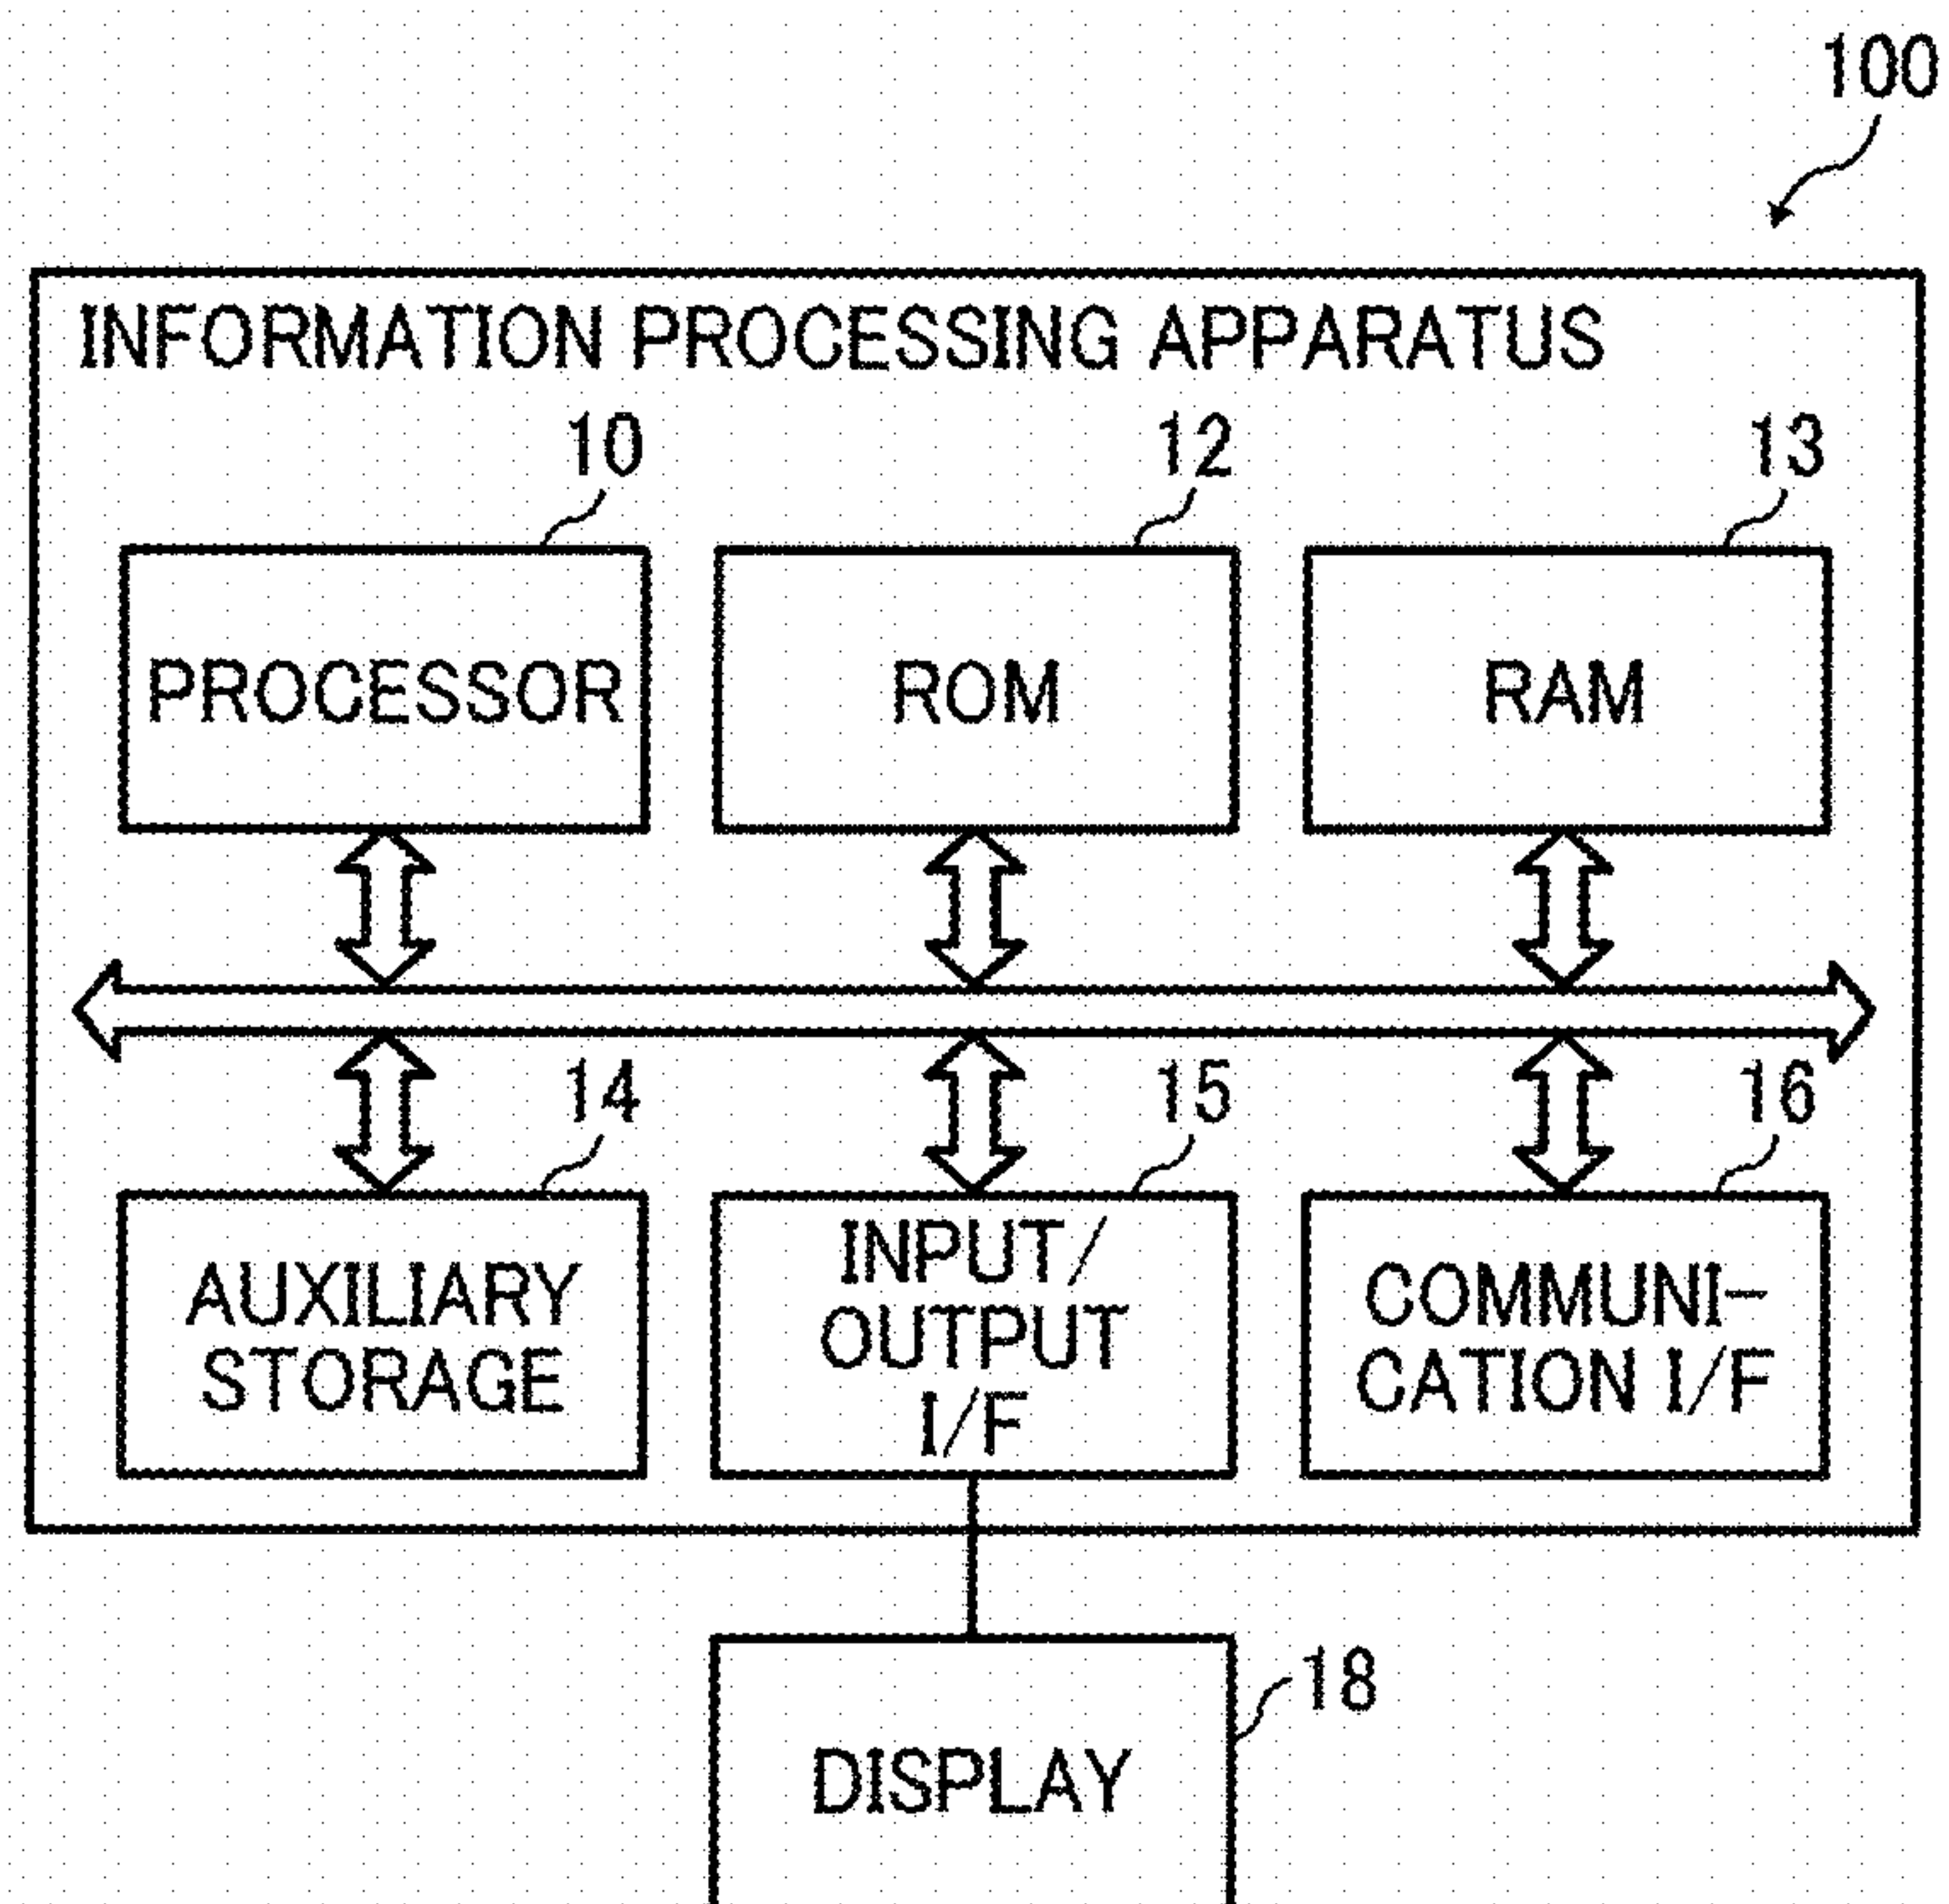 100
INFORMATION PROCESSING APPARATUS
10
12
13
PROCESSOR
ROM
RAM
14
15
16
AUXILIARY
STORAGE
INPUT/
OUTPUT
I/F
COMMUNI-
CATION I/F
18
DISPLAY